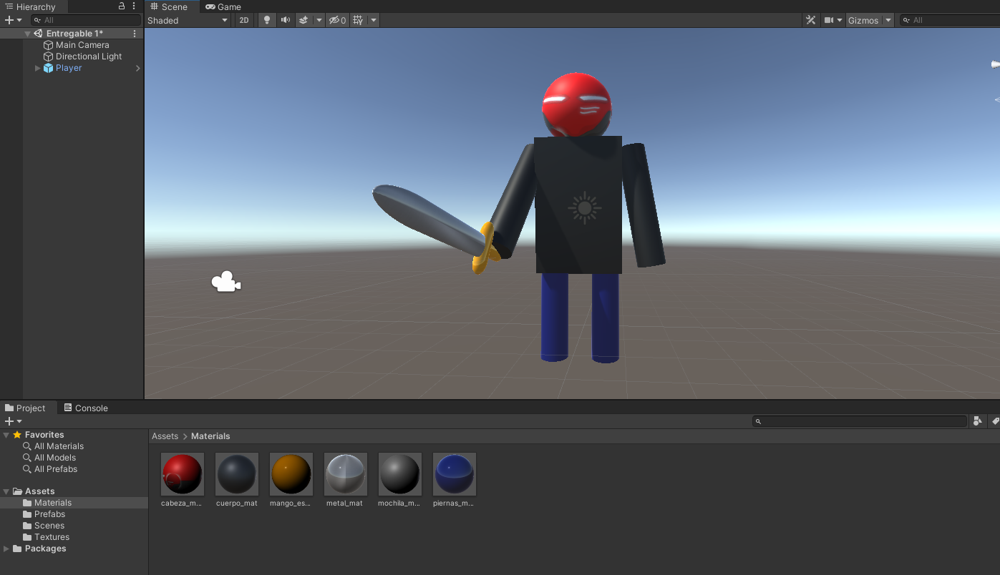 Hierarchy
All
Entregable 1*
Main Camera
Directional Light
Player
Scene
Game
Shaded
2D
0
Gizmos
All
Project
Console
Favorites
All Materials
All Models
All Prefabs
Assets
Materials
Prefabs
Scenes
Textures
Packages
Assets > Materials
cabeza_m...
cuerpo_mat
mango_es...
metal_mat
mochila_m...
piernas_m...